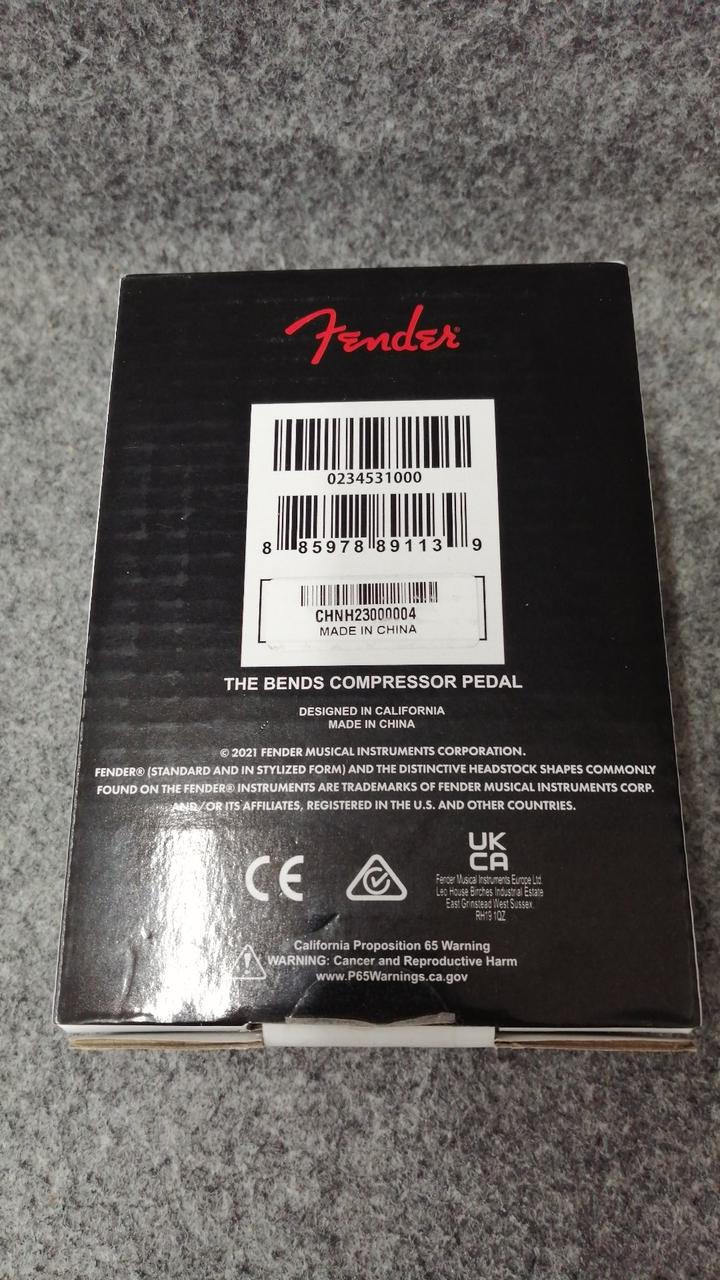 Fender®
0234531000
8 85978 89113 9
CHNH23000004
MADE IN CHINA
THE BENDS COMPRESSOR PEDAL
DESIGNED IN CALIFORNIA
MADE IN CHINA
© 2021 FENDER MUSICAL INSTRUMENTS CORPORATION.
FENDER® (STANDARD AND IN STYLIZED FORM) AND THE DISTINCTIVE HEADSTOCK SHAPES COMMONLY
FOUND ON THE FENDER® INSTRUMENTS ARE TRADEMARKS OF FENDER MUSICAL INSTRUMENTS CORP.
AND/OR ITS AFFILIATES, REGISTERED IN THE U.S. AND OTHER COUNTRIES.
CE
UK
CA
Fender Musical Instruments Europe Ltd.
Leo House Birches Industrial Estate
East Grinstead West Sussex,
RH19 1QZ
California Proposition 65 Warning
WARNING: Cancer and Reproductive Harm
www.P65Warnings.ca.gov